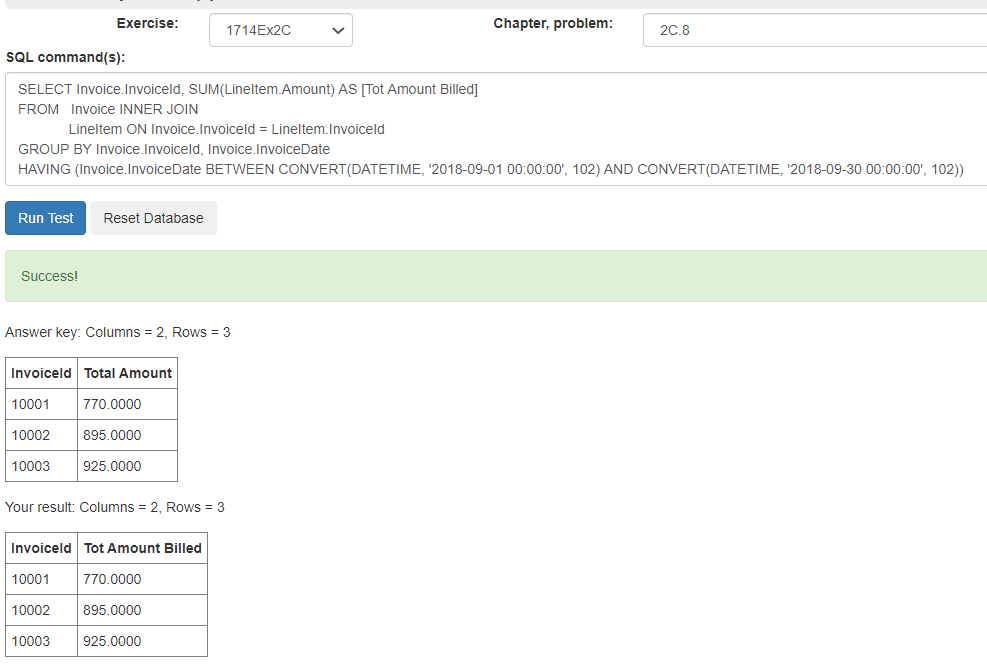 Exercise: 1714Ex2C Chapter, problem: 2C.8
SQL command(s):
SELECT Invoice.InvoiceId, SUM(LineItem.Amount) AS [Tot Amount Billed]
FROM Invoice INNER JOIN
LineItem ON Invoice.InvoiceId = LineItem.InvoiceId
GROUP BY Invoice.InvoiceId, Invoice.InvoiceDate
HAVING (Invoice.InvoiceDate BETWEEN CONVERT(DATETIME, '2018-09-01 00:00:00', 102) AND CONVERT(DATETIME, '2018-09-30 00:00:00', 102))
Run Test Reset Database
Success!
Answer key: Columns = 2, Rows = 3
InvoiceId Total Amount
10001 770.0000
10002 895.0000
10003 925.0000
Your result: Columns = 2, Rows = 3
InvoiceId Tot Amount Billed
10001 770.0000
10002 895.0000
10003 925.0000